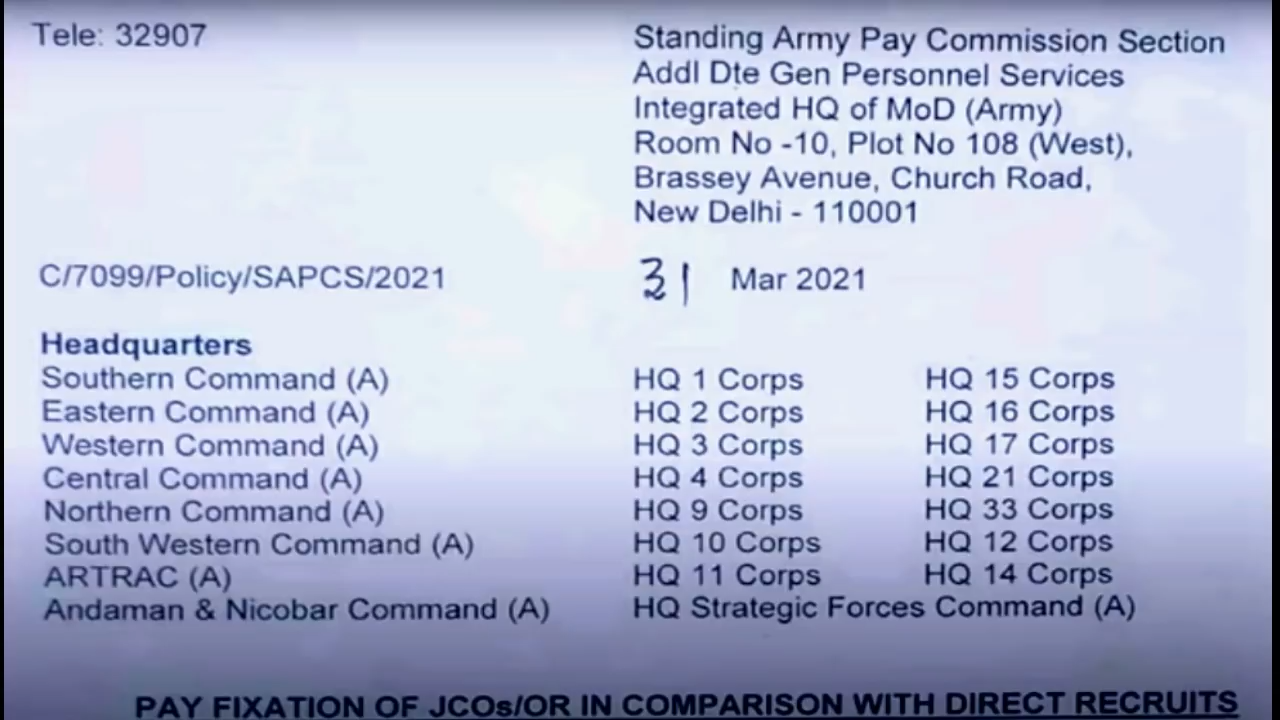 Tele: 32907
Standing Army Pay Commission Section
Addl Dte Gen Personnel Services
Integrated HQ of MoD (Army)
Room No -10, Plot No 108 (West),
Brassey Avenue, Church Road,
New Delhi - 110001
C/7099/Policy/SAPCS/2021 31 Mar 2021
Headquarters
Southern Command (A) HQ 1 Corps HQ 15 Corps
Eastern Command (A) HQ 2 Corps HQ 16 Corps
Western Command (A) HQ 3 Corps HQ 17 Corps
Central Command (A) HQ 4 Corps HQ 21 Corps
Northern Command (A) HQ 9 Corps HQ 33 Corps
South Western Command (A) HQ 10 Corps HQ 12 Corps
ARTRAC (A) HQ 11 Corps HQ 14 Corps
Andaman & Nicobar Command (A) HQ Strategic Forces Command (A)
PAY FIXATION OF JCOs/OR IN COMPARISON WITH DIRECT RECRUITS